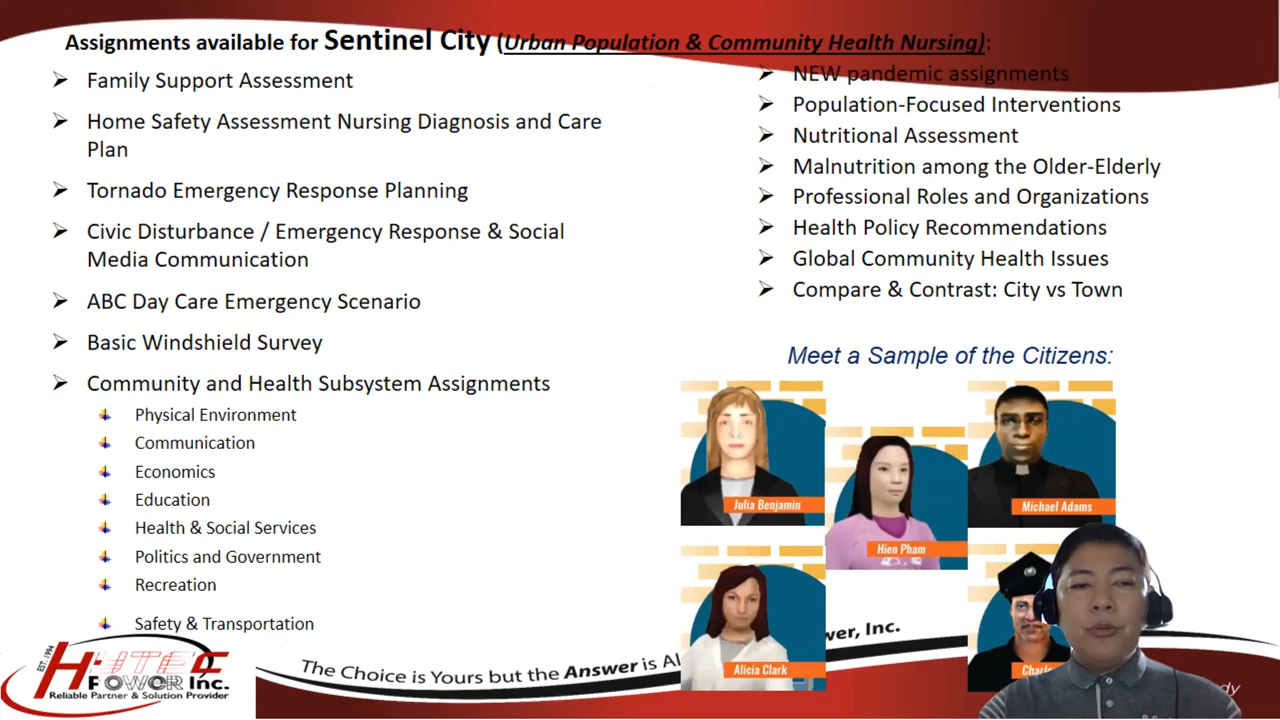 Assignments available for Sentinel City (Urban Population & Community Health Nursing):
Family Support Assessment
Home Safety Assessment Nursing Diagnosis and Care
Plan
Tornado Emergency Response Planning
Civic Disturbance / Emergency Response & Social
Media Communication
ABC Day Care Emergency Scenario
Basic Windshield Survey
Community and Health Subsystem Assignments
Physical Environment
Communication
Economics
Education
Health & Social Services
Politics and Government
Recreation
Safety & Transportation
NEW pandemic assignments
Population-Focused Interventions
Nutritional Assessment
Malnutrition among the Older-Elderly
Professional Roles and Organizations
Health Policy Recommendations
Global Community Health Issues
Compare & Contrast: City vs Town
Meet a Sample of the Citizens:
Julia Benjamin
Hien Pham
Michael Adams
Alicia Clark
EST. 1994
POWER Inc.
Reliable Partner & Solution Provider
The Choice is Yours but the Answer is
wer, Inc.